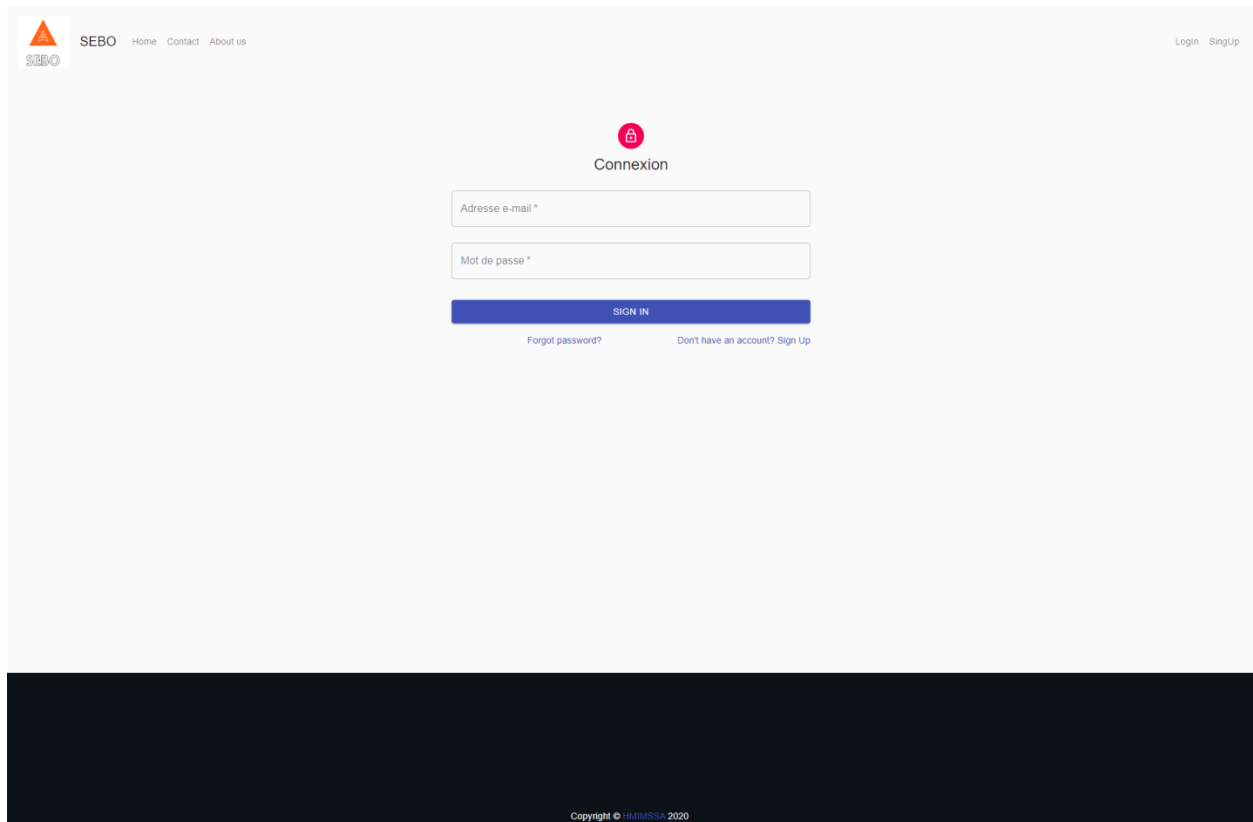 SEBO Home Contact About us LogIn SingUp
SEBO
Connexion
Adresse e-mail *
Mot de passe *
SIGN IN
Forgot password? Don't have an account? Sign Up
Copyright © HMIMSSA 2020